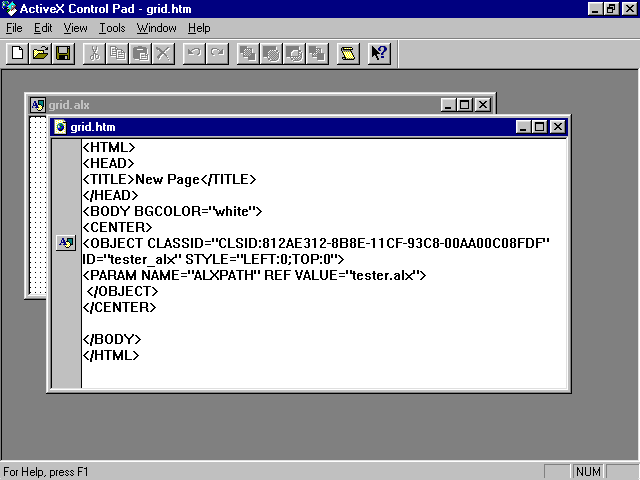 ActiveX Control Pad - grid.htm
File Edit View Tools Window Help
grid.alx
grid.htm
<HTML>
<HEAD>
<TITLE>New Page</TITLE>
</HEAD>
<BODY BGCOLOR="white">
<CENTER>
<OBJECT CLASSID="CLSID:812AE312-8B8E-11CF-93C8-00AA00C08FDF"
ID="tester_alx" STYLE="LEFT:0;TOP:0">
<PARAM NAME="ALXPATH" REF VALUE="tester.alx">
</OBJECT>
</CENTER>
</BODY>
</HTML>
For Help, press F1
NUM